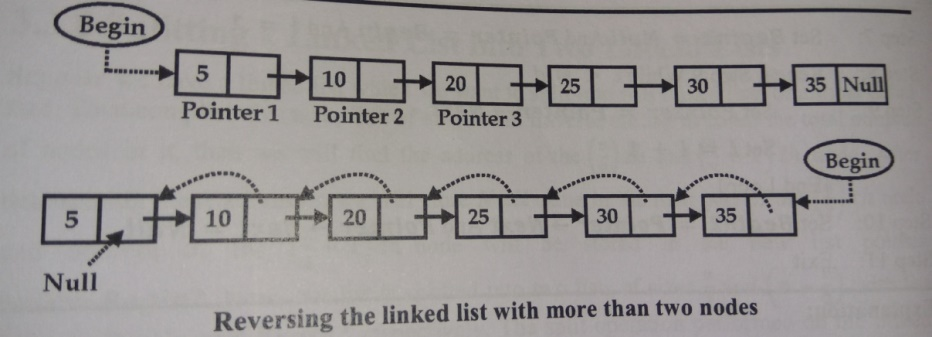 Begin
5 10 20 25 30 35 Null
Pointer 1 Pointer 2 Pointer 3
Begin
5 10 20 25 30 35
Null
Reversing the linked list with more than two nodes